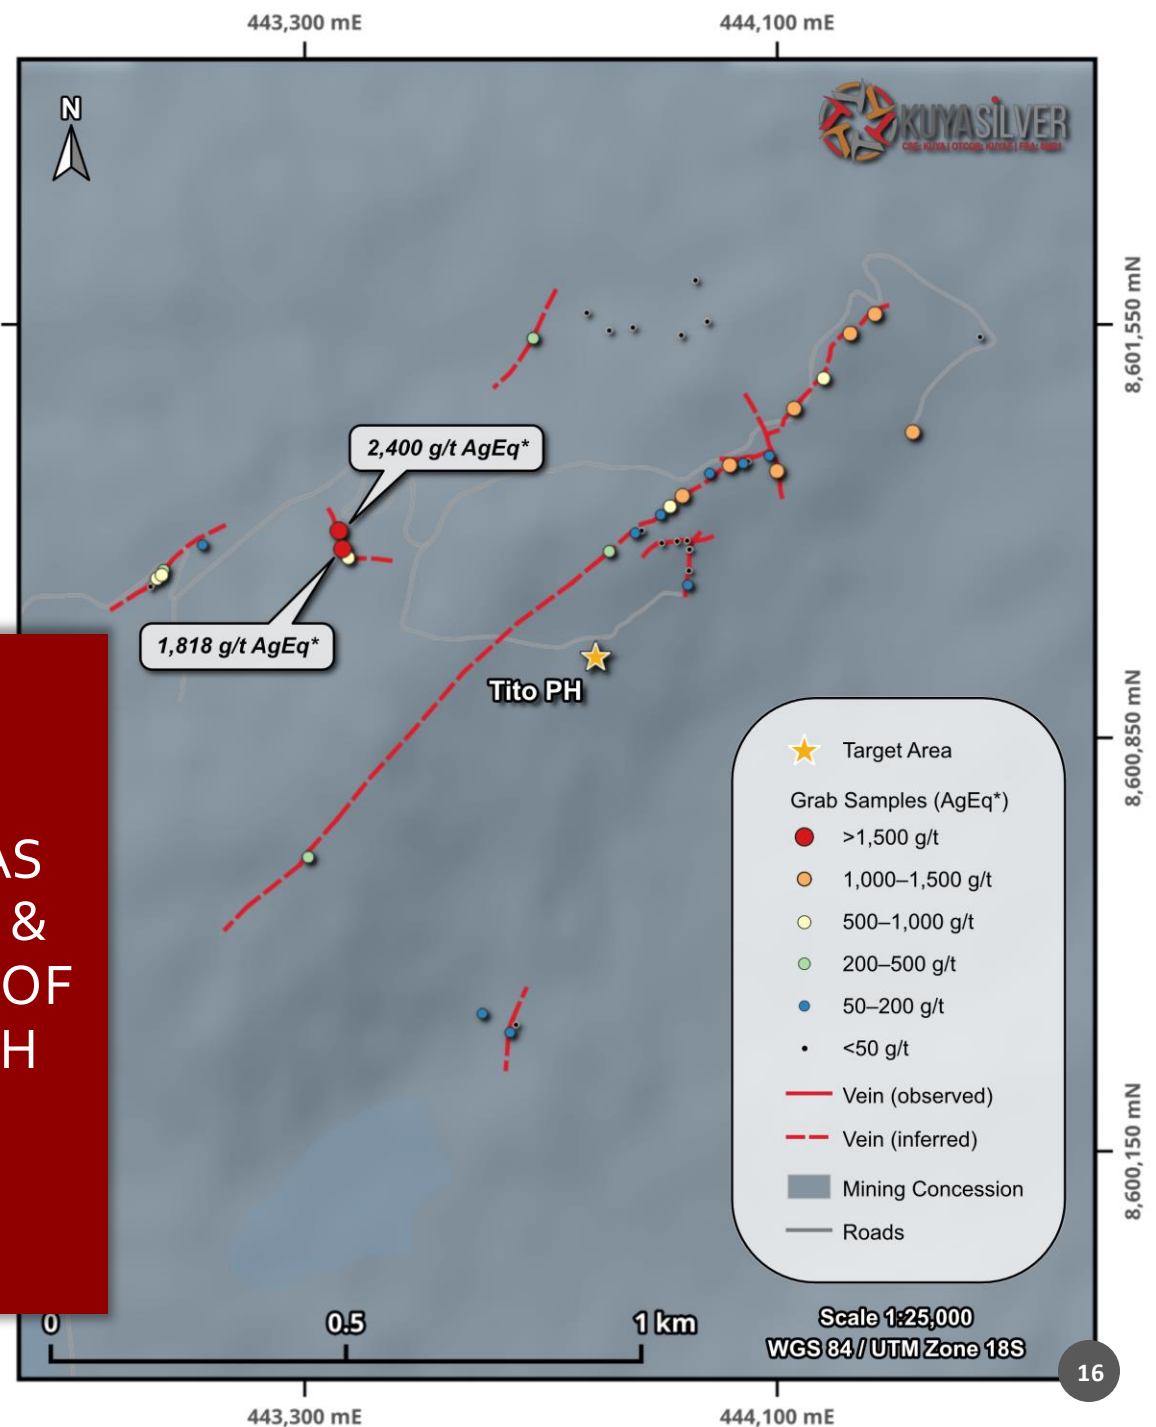 443,300 mE
444,100 mE
N
KUYASILVER
8,601,550 mN
2,400 g/t AgEq*
1,818 g/t AgEq*
Tito PH
8,600,850 mN
Target Area
Grab Samples (AgEq*)
>1,500 g/t
1,000–1,500 g/t
500–1,000 g/t
200–500 g/t
50–200 g/t
<50 g/t
Vein (observed)
Vein (inferred)
Mining Concession
Roads
8,600,150 mN
AS
&
OF
H
0
0.5
1 km
Scale 1:25,000
WGS 84 / UTM Zone 18S
16
443,300 mE
444,100 mE